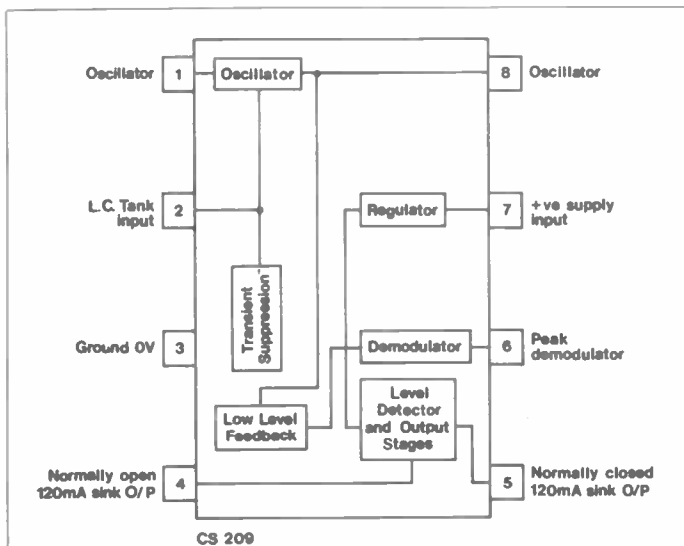 Oscillator 1 Oscillator 8 Oscillator
L.C. Tank
input
2
Regulator
7
+ve supply
input
Transient
Suppression
Ground 0V 3
Demodulator
6
Peak
demodulator
Low Level
Feedback
Level
Detector
and Output
Stages
Normally open
120mA sink O/P
4
5
Normally closed
120mA sink O/P
CS 209